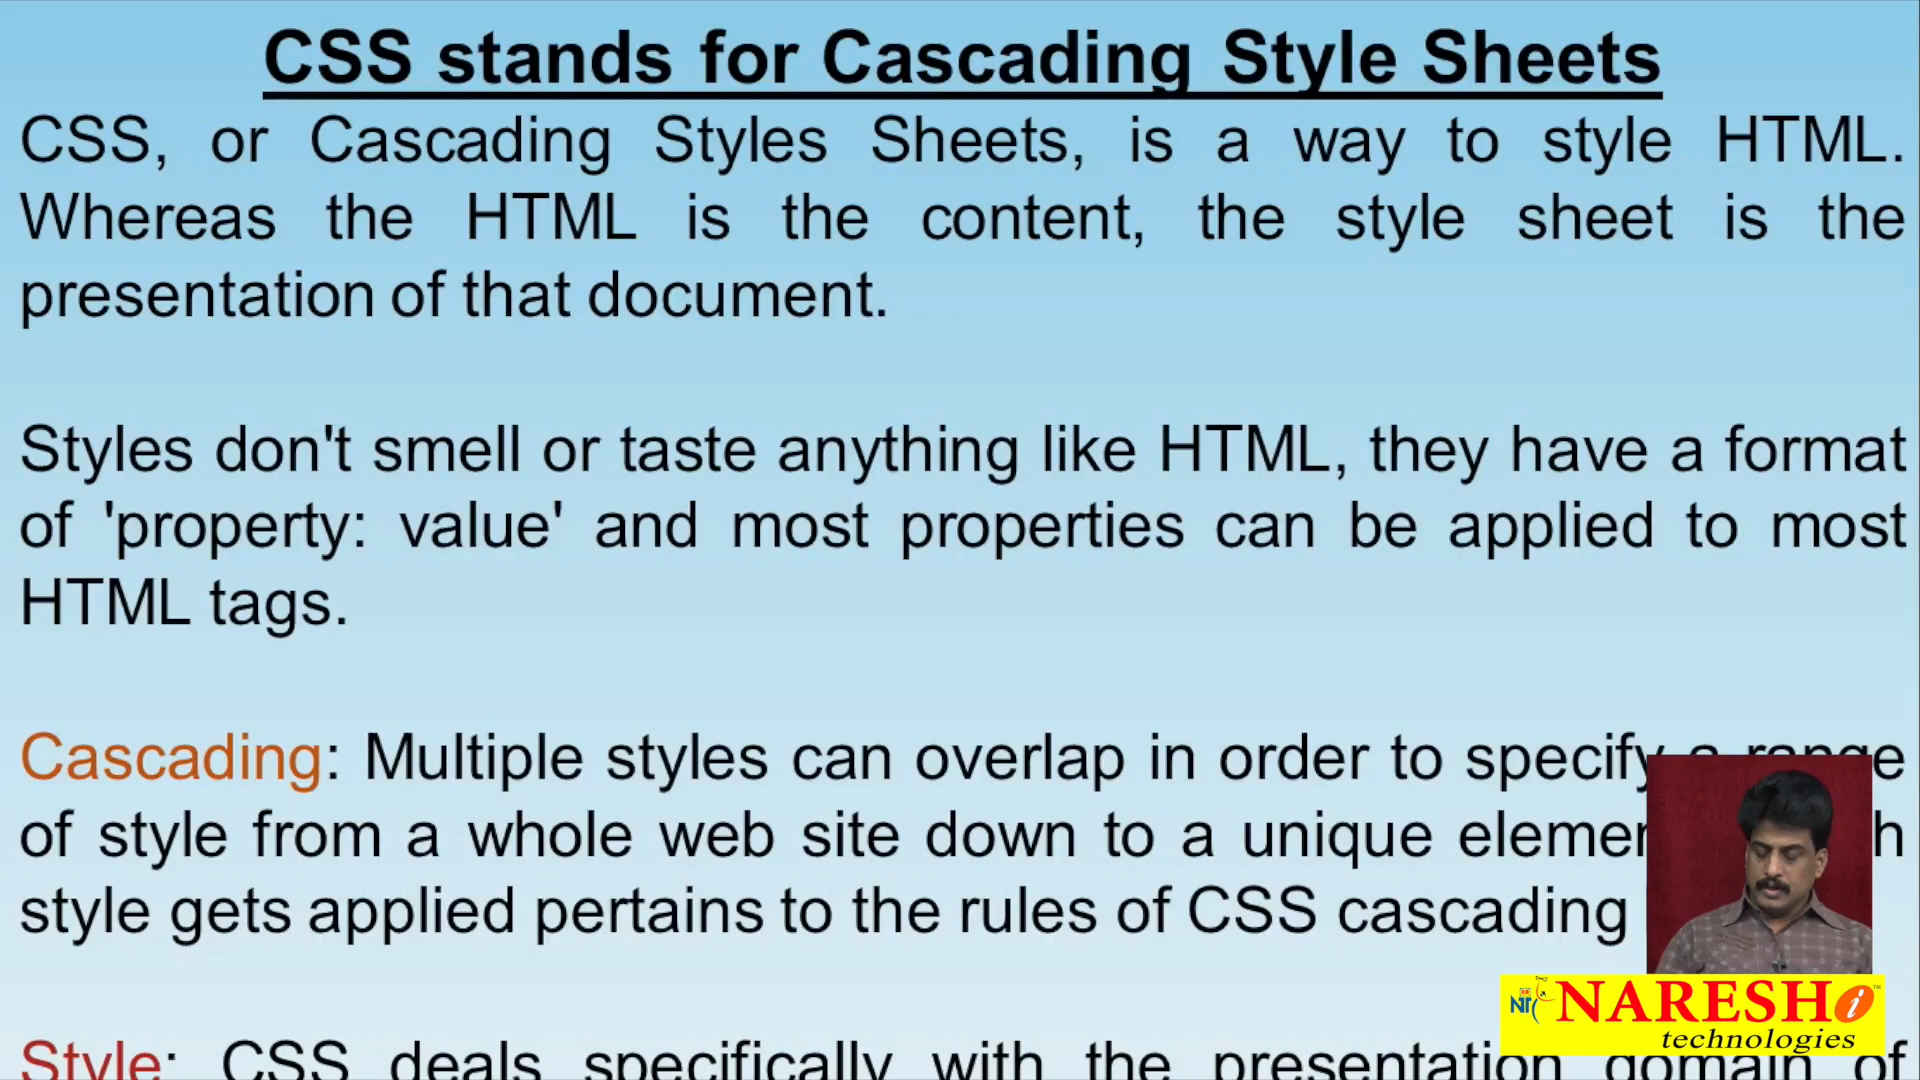 CSS stands for Cascading Style Sheets
CSS, or Cascading Styles Sheets, is a way to style HTML.
Whereas the HTML is the content, the style sheet is the
presentation of that document.
Styles don't smell or taste anything like HTML, they have a format
of 'property: value' and most properties can be applied to most
HTML tags.
Cascading: Multiple styles can overlap in order to specify a range
of style from a whole web site down to a unique
style gets applied pertains to the rules of CSS cascading
Style: CSS deals specifically with the presentation domain of
NT NARESH i ™
technologies